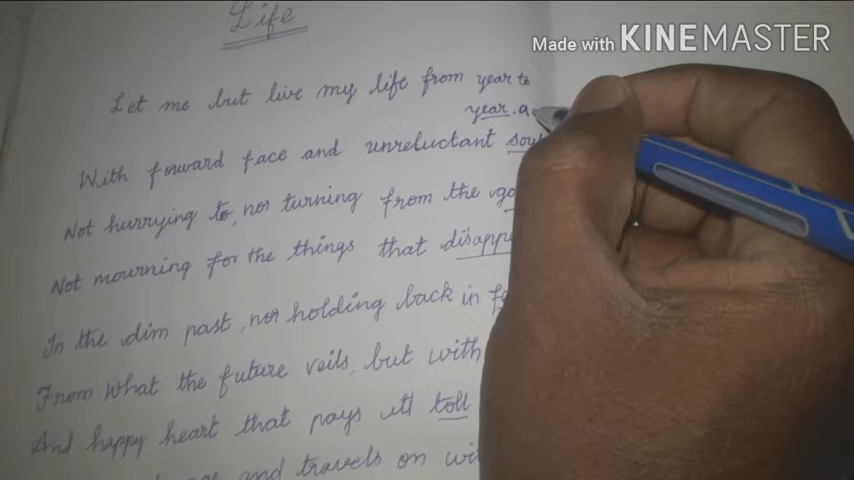 Made with KINEMASTER
Life
Let me but live my life from year to
year. a
With forward face and unreluctant soul
Not hurrying to, nor turning from the go
Not mourning for the things that disapp
In the dim past, nor holding back in f
From what the future veils, but with
And happy heart that pays it's toll
and travels on wi